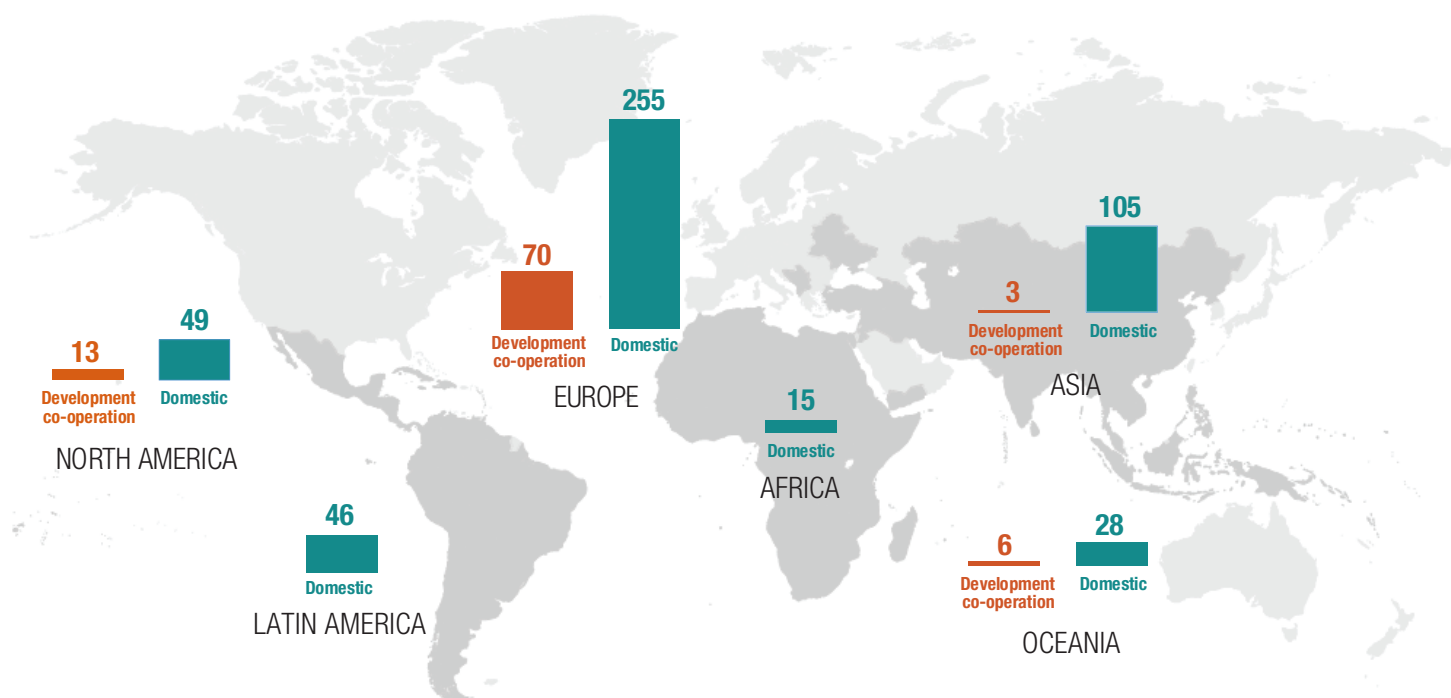 255
70
Development
co-operation
Domestic
EUROPE
105
3
Development
co-operation
Domestic
ASIA
49
13
Development
co-operation
Domestic
NORTH AMERICA
15
Domestic
AFRICA
46
Domestic
LATIN AMERICA
28
6
Development
co-operation
Domestic
OCEANIA